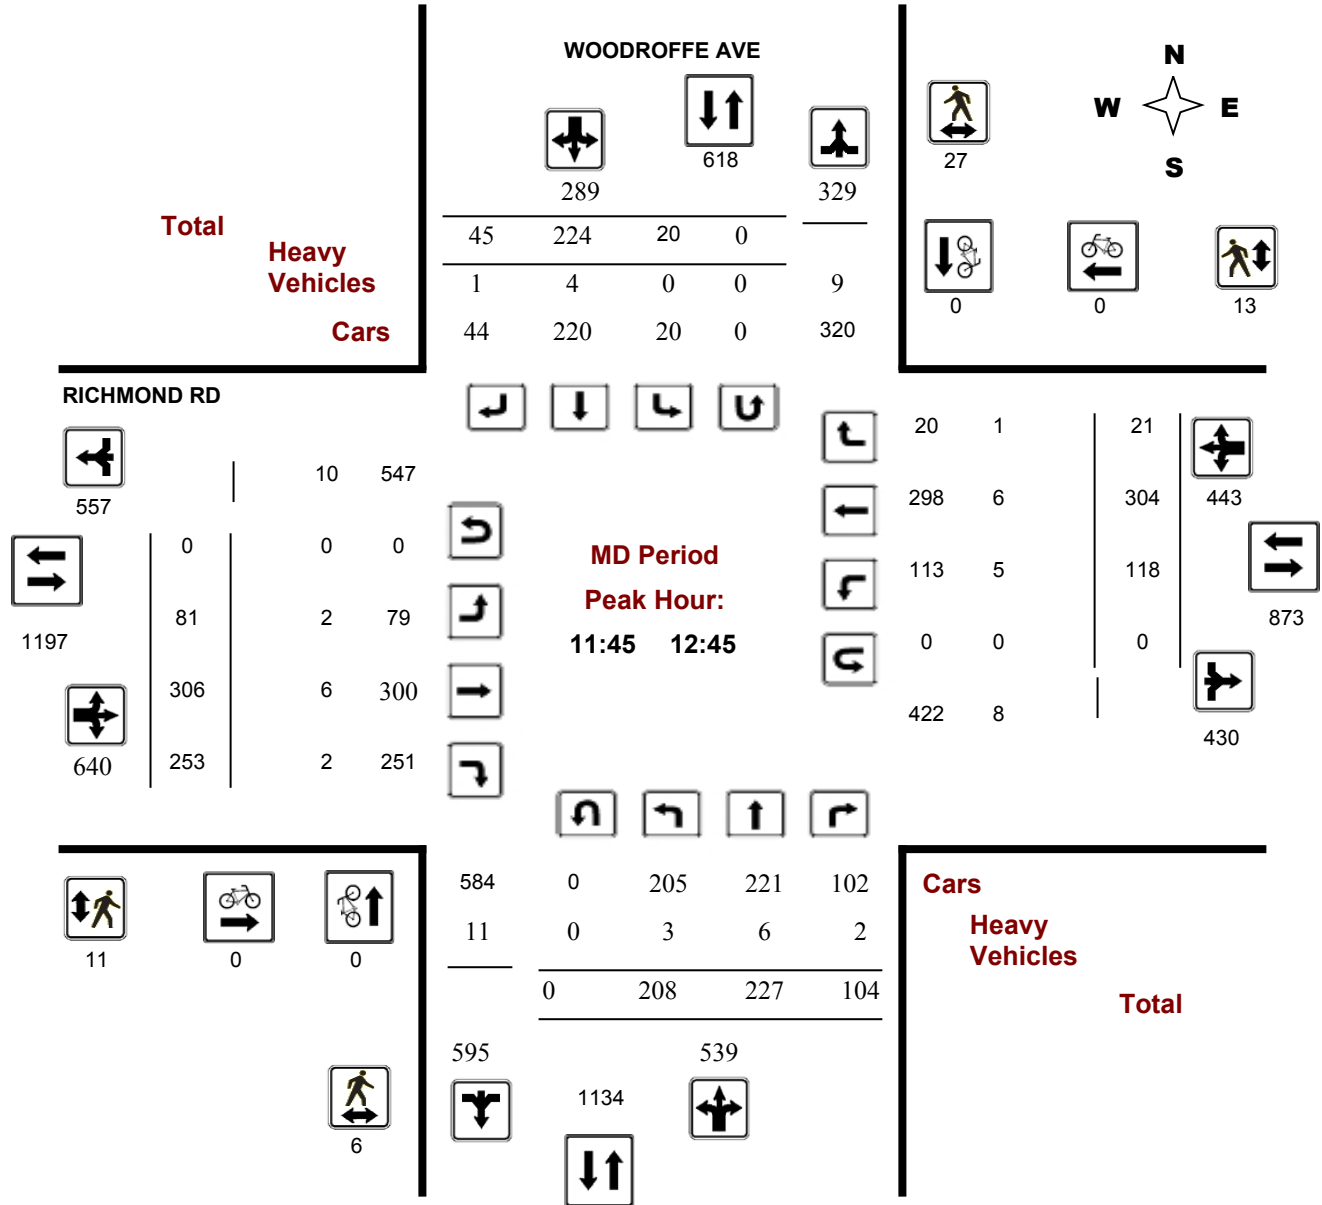 WOODROFFE AVE
N
W E
S
618
27
289
329
Total
45 224 20 0
Heavy
Vehicles
1 4 0 0 9
0 0 13
Cars
44 220 20 0 320
RICHMOND RD
20 1 21
10 547
557
298 6 304 443
0 0 0
MD Period
113 5 118
Peak Hour:
81 2 79
873
1197
11:45 12:45
0 0 0
306 6 300
422 8
430
640
253 2 251
584 0 205 221 102
Cars
11 0 3 6 2
Heavy
Vehicles
11 0 0
0 208 227 104
Total
595 539
1134
6